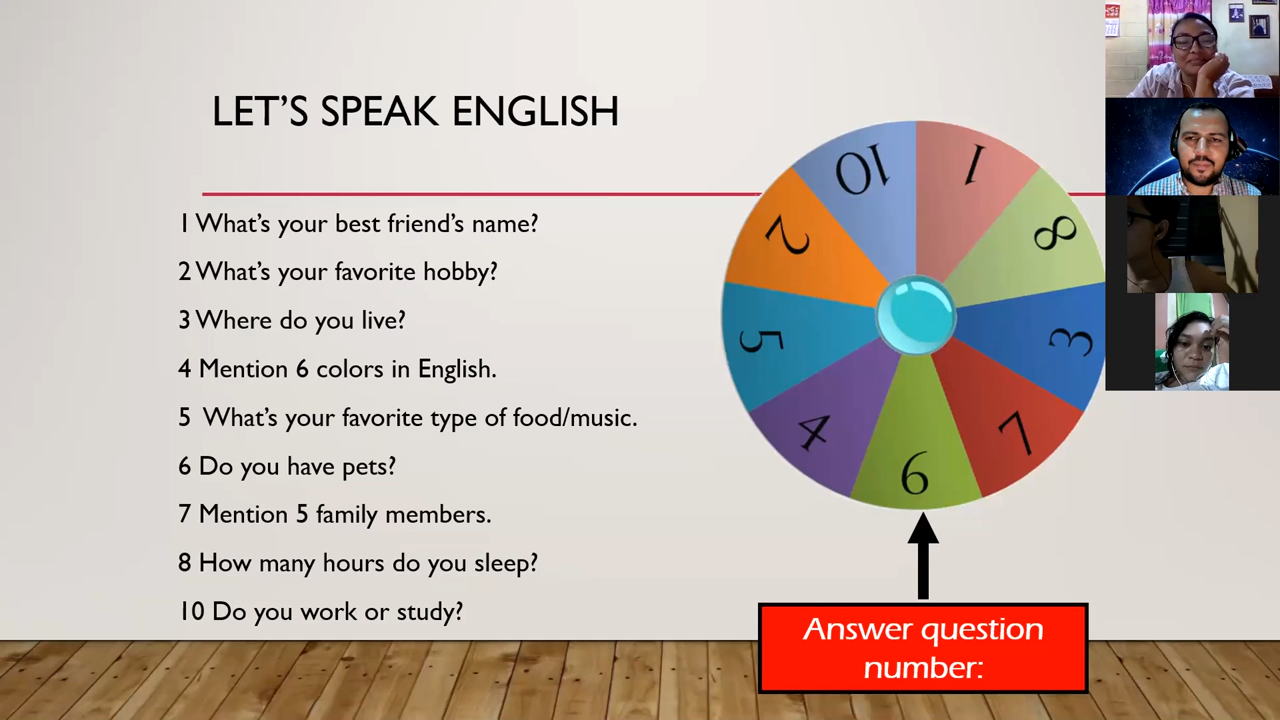 LET'S SPEAK ENGLISH
1 What's your best friend's name?
2 What's your favorite hobby?
3 Where do you live?
4 Mention 6 colors in English.
5 What's your favorite type of food/music.
6 Do you have pets?
7 Mention 5 family members.
8 How many hours do you sleep?
10 Do you work or study?
10
1
2
8
5
3
4
7
6
Answer question
number: